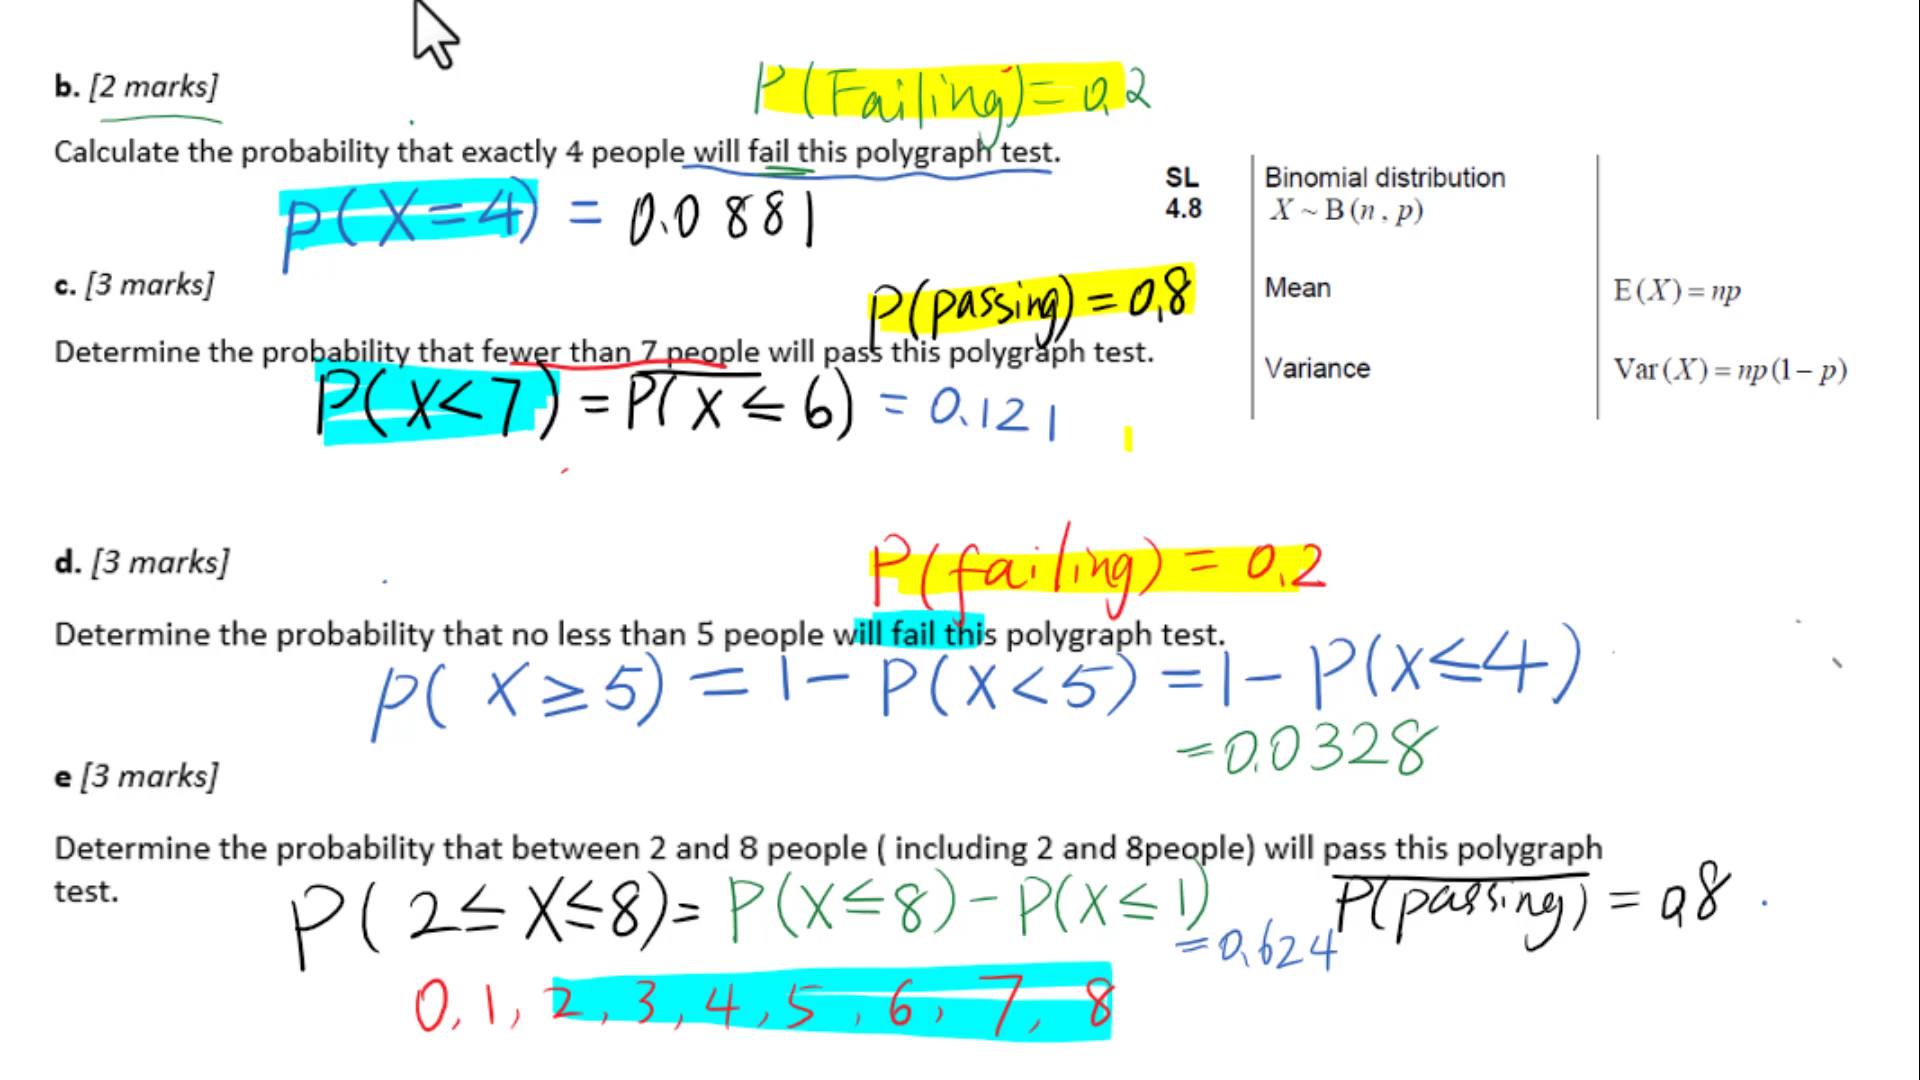 b. [2 marks]
P(Failing) = 0.2
Calculate the probability that exactly 4 people will fail this polygraph test.
P(X=4) = 0.0881
c. [3 marks]
P(passing) = 0.8
Determine the probability that fewer than 7 people will pass this polygraph test.
P(X<7) = P(X ≤ 6) = 0.121
SL 4.8
Binomial distribution
X ~ B(n, p)
Mean
E(X) = np
Variance
Var(X) = np(1 − p)
d. [3 marks]
P(failing) = 0.2
Determine the probability that no less than 5 people will fail this polygraph test.
P(X ≥ 5) = 1 − P(X < 5) = 1 − P(X ≤ 4)
= 0.0328
e [3 marks]
Determine the probability that between 2 and 8 people ( including 2 and 8people) will pass this polygraph
test.
P(2 ≤ X ≤ 8) = P(X ≤ 8) − P(X ≤ 1)
= 0.624
P(passing) = 0.8
0, 1, 2, 3, 4, 5, 6, 7, 8